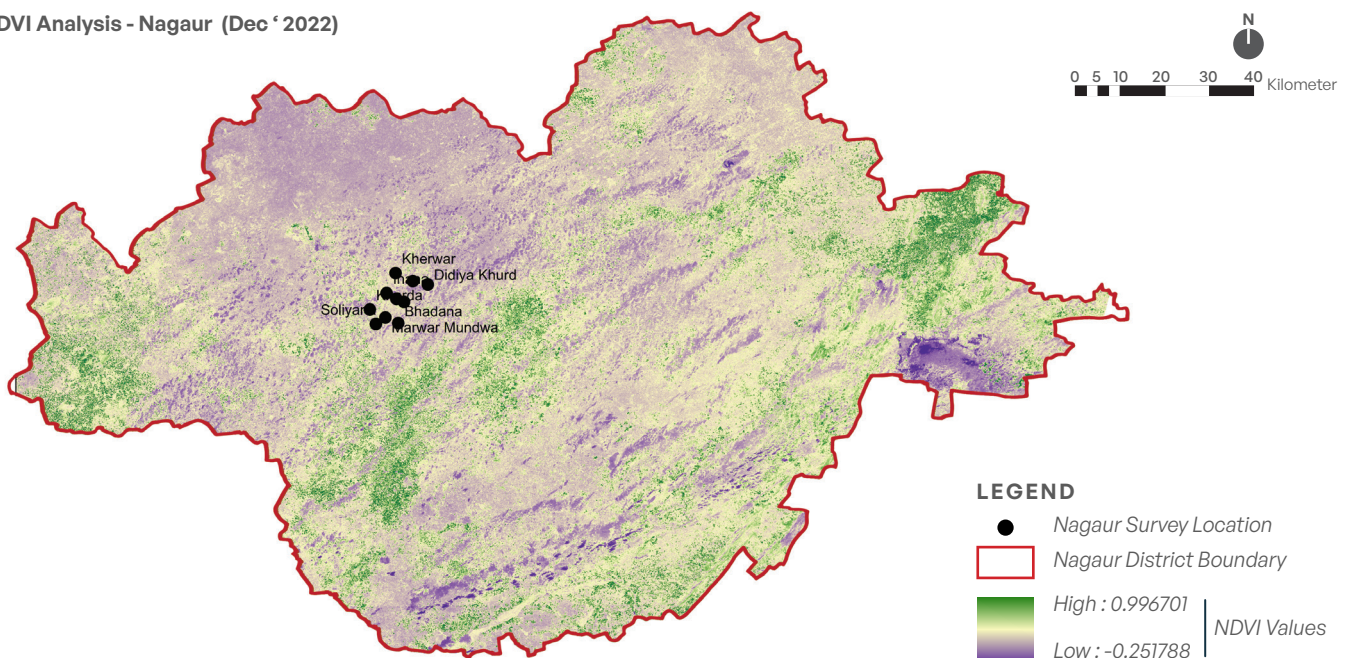 DVI Analysis - Nagaur (Dec ‘ 2022)
N
0 5 10 20 30 40 Kilometer
Kherwar
Didiya Khurd
Soliyan
Bhadana
Marwar Mundwa
LEGEND
Nagaur Survey Location
Nagaur District Boundary
High : 0.996701
NDVI Values
Low : -0.251788